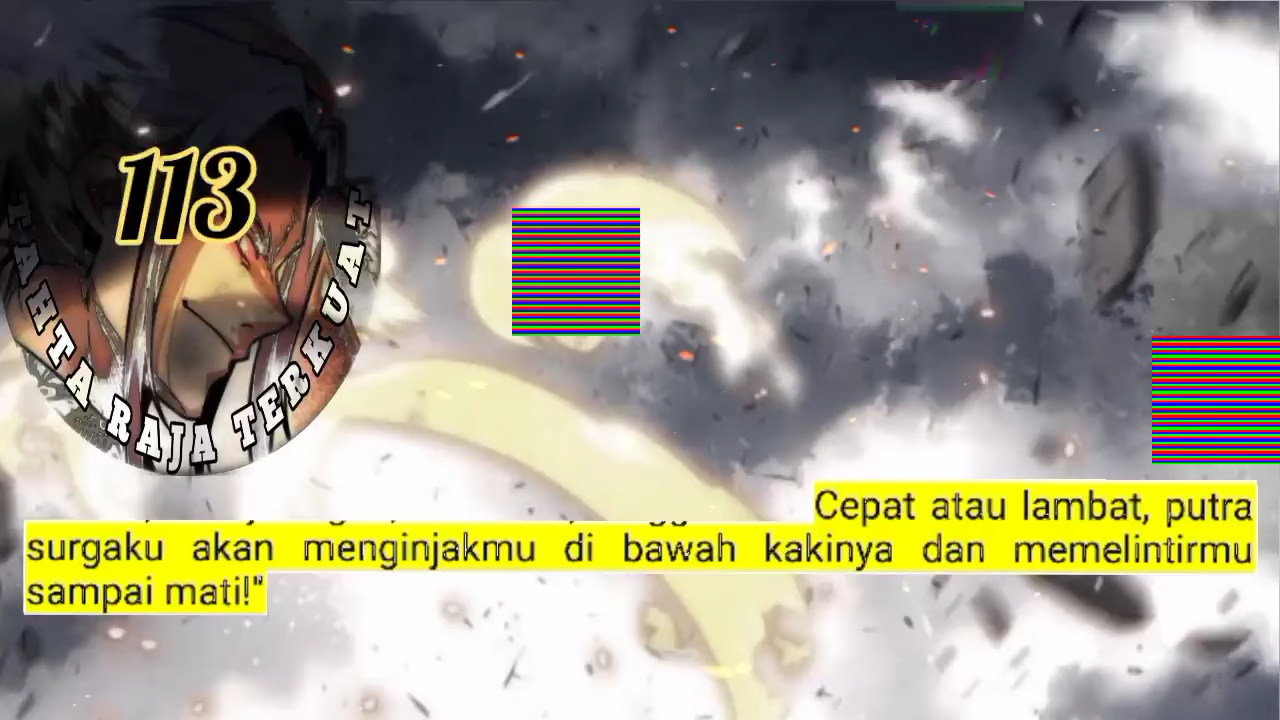 113
TAHTA RAJA TERKUAT
Cepat atau lambat, putra
surgaku akan menginjakmu di bawah kakinya dan memelintirmu
sampai mati!"